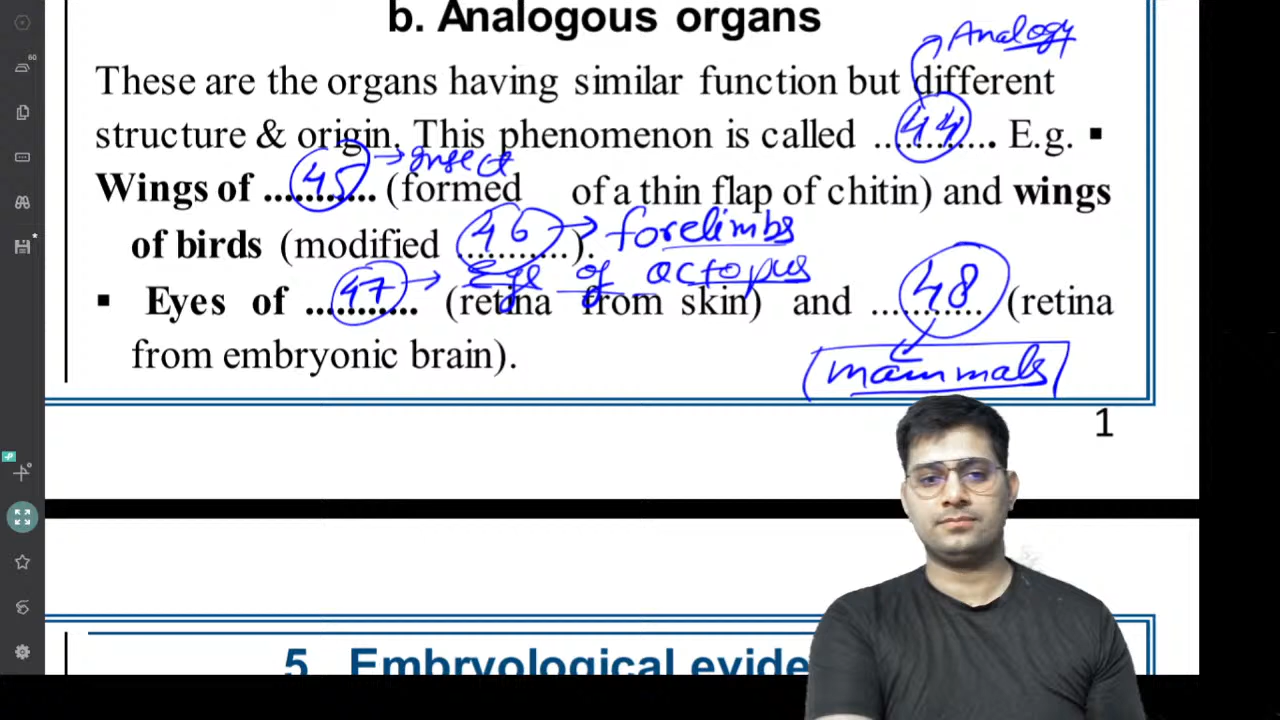 b. Analogous organs
Analogy
These are the organs having similar function but different
structure & origin. This phenomenon is called ............ E.g. ▪
44
insect
Wings of ........... (formed of a thin flap of chitin) and wings
45
of birds (modified ...........).
46
forelimbs
Eye of octopus
▪ Eyes of ........... (retina from skin) and ........... (retina
47
48
from embryonic brain).
mammals
1
5. Embryological evide
60